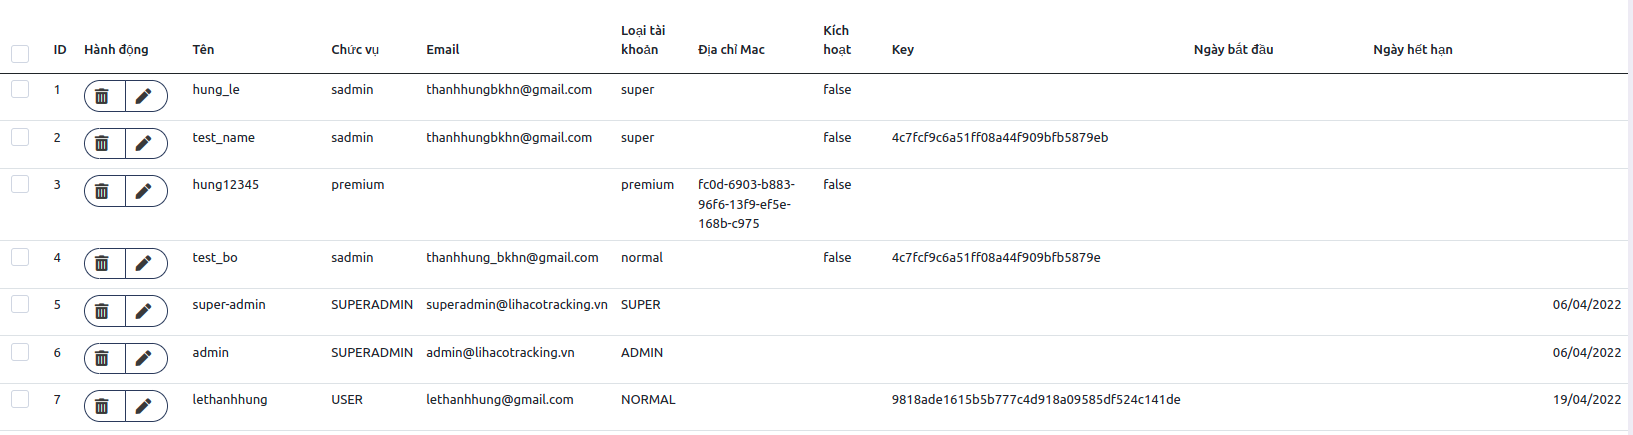 ID Hành động Tên Chức vụ Email Loại tài khoản Địa chỉ Mac Kích hoạt Key Ngày bắt đầu Ngày hết hạn
1 hung_le sadmin thanhhungbkhn@gmail.com super false
2 test_name sadmin thanhhungbkhn@gmail.com super false 4c7fcf9c6a51ff08a44f909bfb5879eb
3 hung12345 premium premium fc0d-6903-b883-96f6-13f9-ef5e-168b-c975 false
4 test_bo sadmin thanhhung_bkhn@gmail.com normal false 4c7fcf9c6a51ff08a44f909bfb5879e
5 super-admin SUPERADMIN superadmin@lihacotracking.vn SUPER 06/04/2022
6 admin SUPERADMIN admin@lihacotracking.vn ADMIN 06/04/2022
7 lethanhhung USER lethanhhung@gmail.com NORMAL 9818ade1615b5b777c4d918a09585df524c141de 19/04/2022